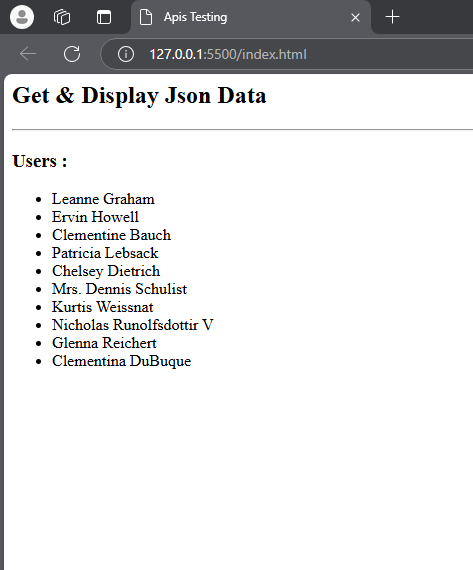 Apis Testing
127.0.0.1:5500/index.html
Get & Display Json Data
Users :
Leanne Graham
Ervin Howell
Clementine Bauch
Patricia Lebsack
Chelsey Dietrich
Mrs. Dennis Schulist
Kurtis Weissnat
Nicholas Runolfsdottir V
Glenna Reichert
Clementina DuBuque